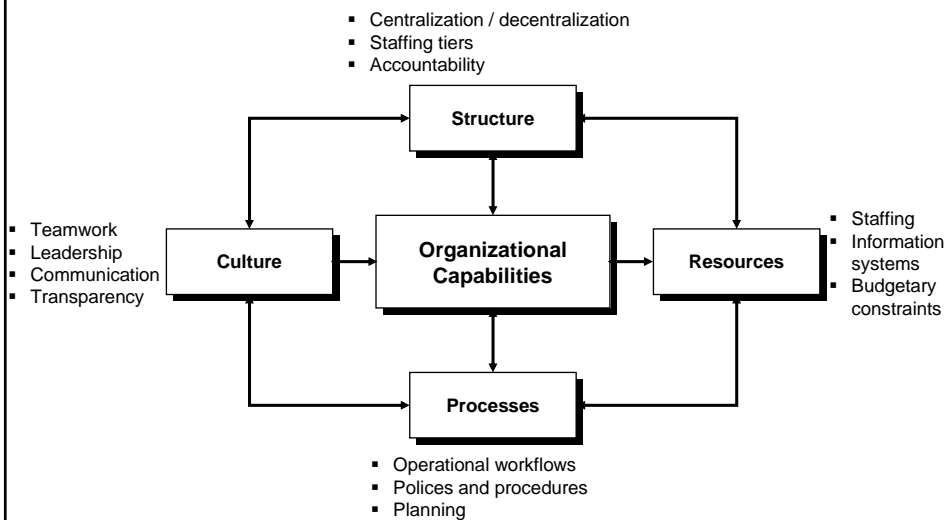 ▪ Centralization / decentralization
▪ Staffing tiers
▪ Accountability
Structure
▪ Teamwork
▪ Leadership
▪ Communication
▪ Transparency
Culture
Organizational
Capabilities
Resources
▪ Staffing
▪ Information
systems
▪ Budgetary
constraints
Processes
▪ Operational workflows
▪ Polices and procedures
▪ Planning